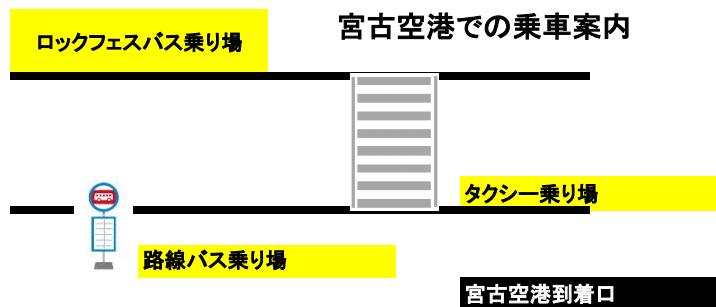 宮古空港での乗車案内
ロックフェスバス乗り場
タクシー乗り場
路線バス乗り場
宮古空港到着口